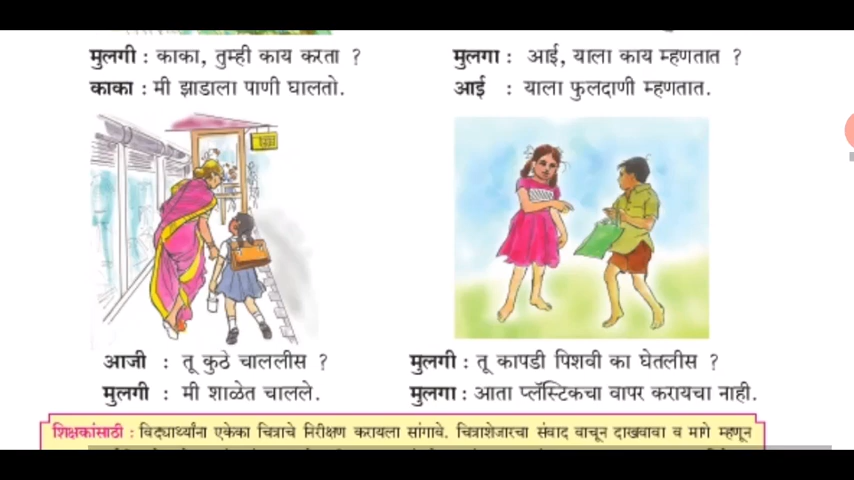 मुलगी : काका, तुम्ही काय करता ?
काका : मी झाडाला पाणी घालतो.
मुलगा : आई, याला काय म्हणतात ?
आई : याला फुलदाणी म्हणतात.
आजी : तू कुठे चाललीस ?
मुलगी : मी शाळेत चालले.
मुलगी : तू कापडी पिशवी का घेतलीस ?
मुलगा : आता प्लॅस्टिकचा वापर करायचा नाही.
शिक्षकांसाठी : विद्यार्थ्यांना एकेका चित्राचे निरीक्षण करायला सांगावे. चित्राशेजारचा संवाद वाचून दाखवावा व मागे म्हणून